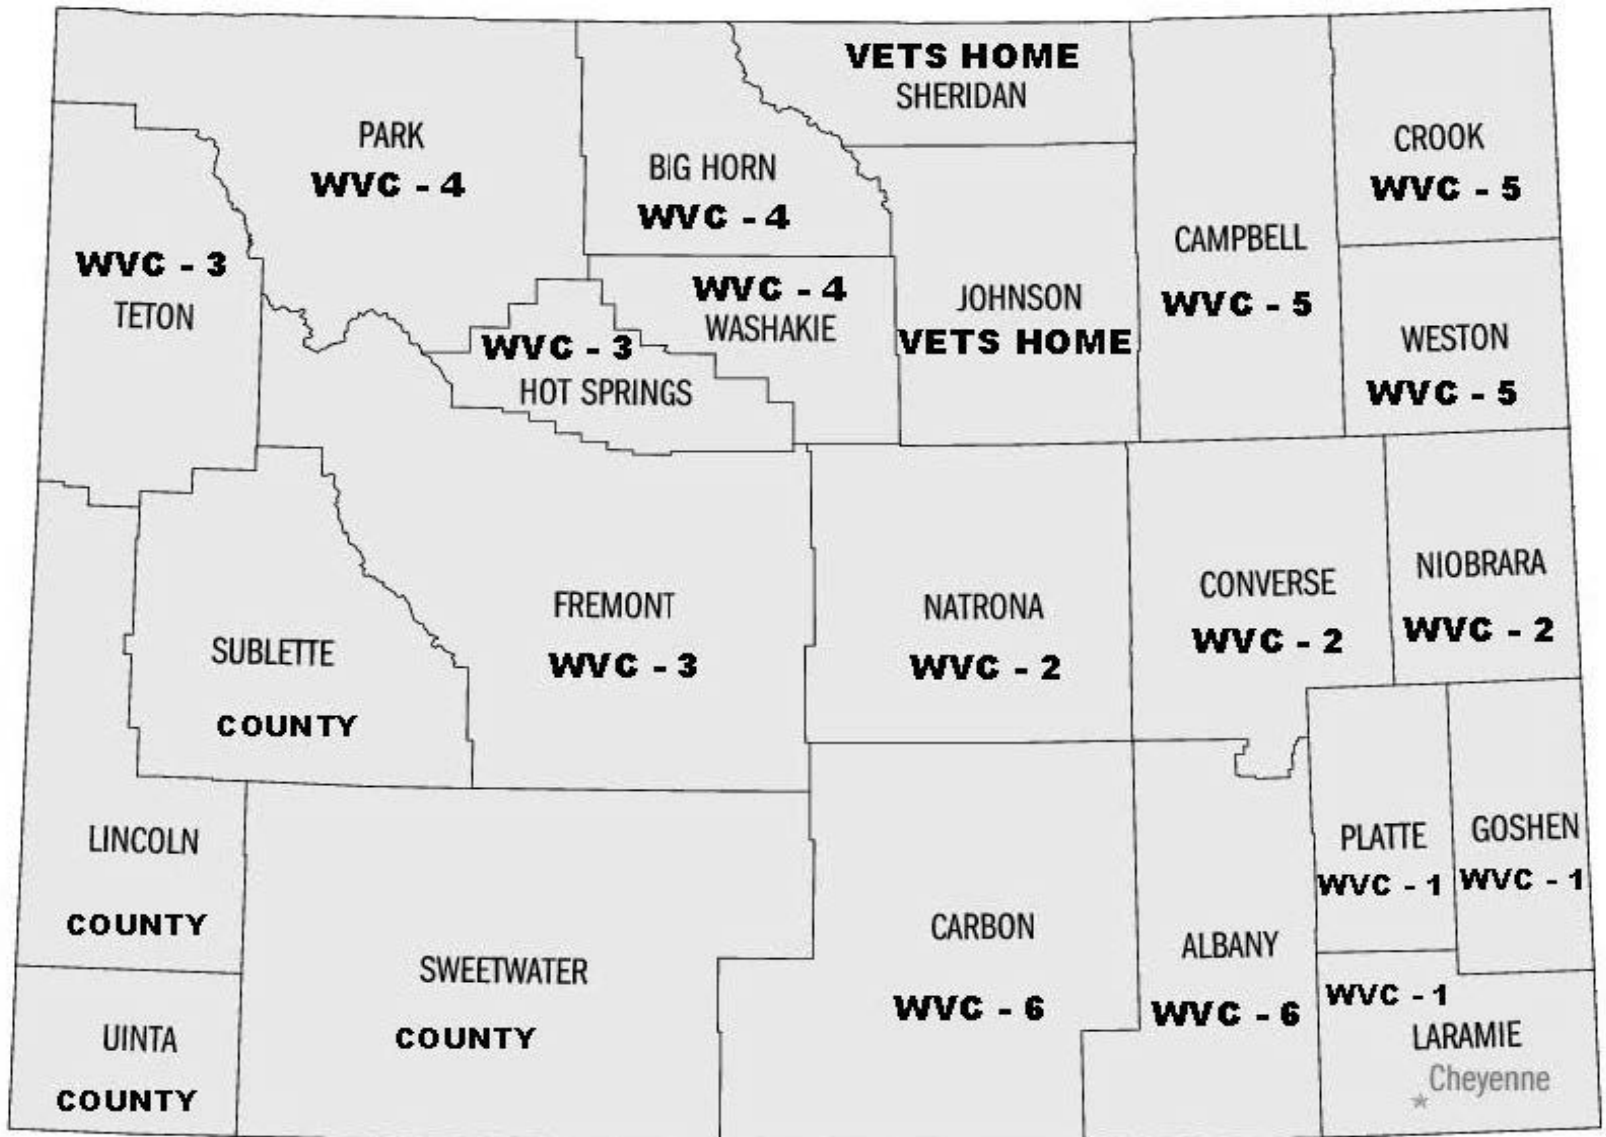 VETS HOME
SHERIDAN
PARK
WVC - 4
BIG HORN
WVC - 4
CROOK
WVC - 5
CAMPBELL
WVC - 5
WVC - 3
TETON
WVC - 4
WASHAKIE
JOHNSON
VETS HOME
WESTON
WVC - 5
WVC - 3
HOT SPRINGS
NIOBRARA
WVC - 2
CONVERSE
WVC - 2
FREMONT
WVC - 3
NATRONA
WVC - 2
SUBLETTE
COUNTY
LINCOLN
COUNTY
PLATTE
WVC - 1
GOSHEN
WVC - 1
CARBON
WVC - 6
ALBANY
WVC - 6
SWEETWATER
COUNTY
WVC - 1
LARAMIE
Cheyenne
UINTA
COUNTY